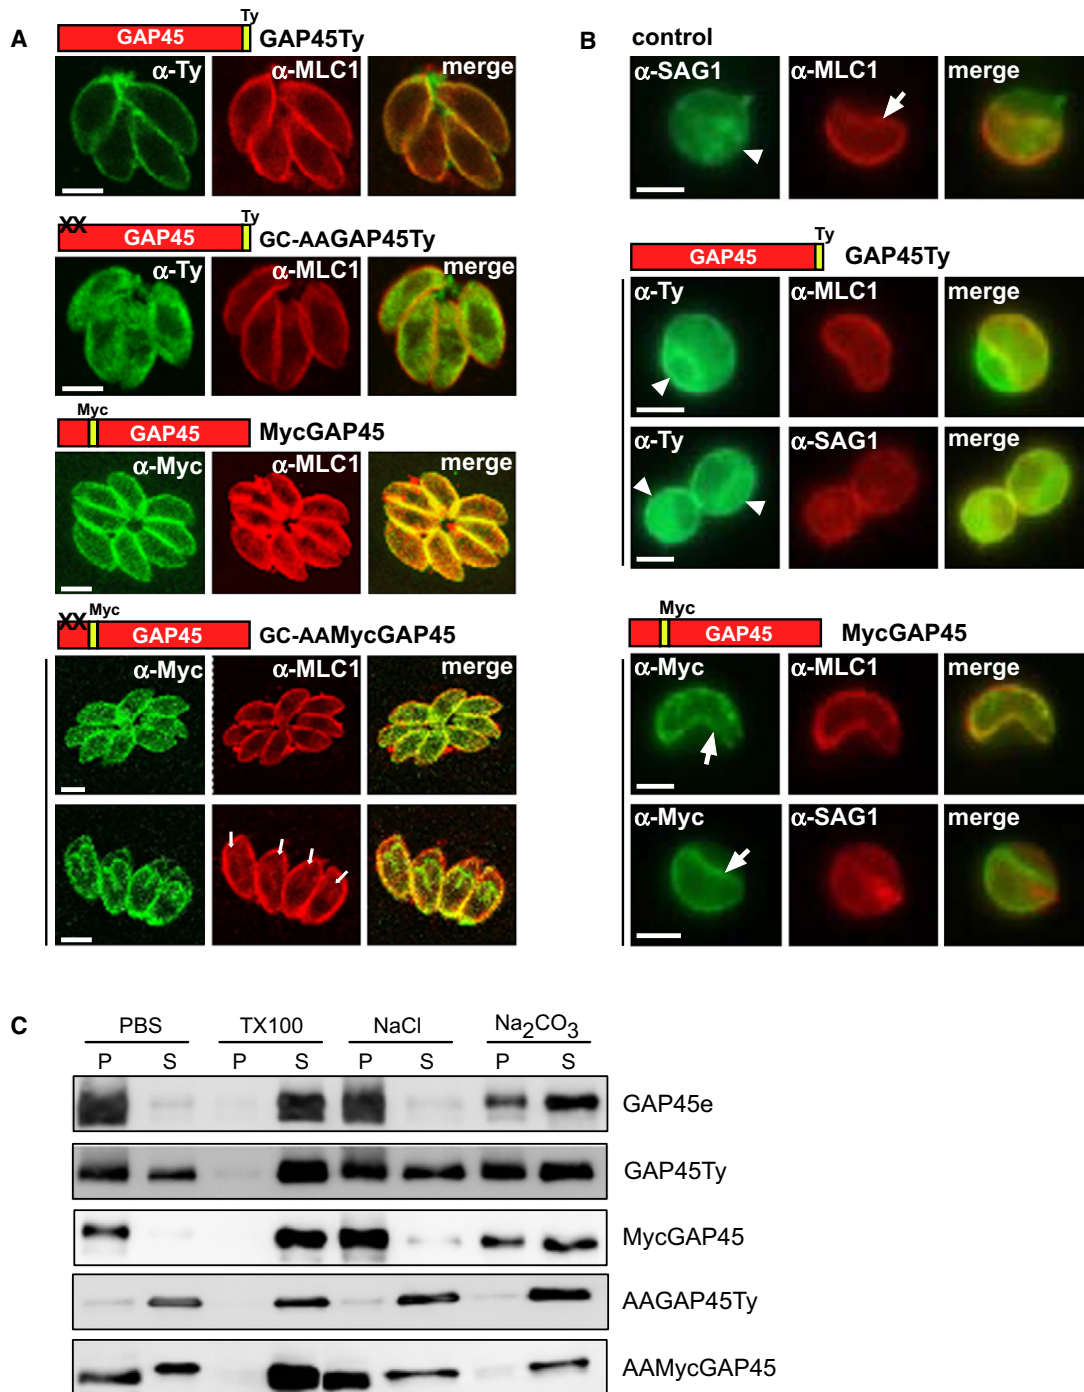 A
Ty
GAP45
GAP45Ty
α-Ty
α-MLC1
merge
XX
Ty
GAP45
GC-AAGAP45Ty
α-Ty
α-MLC1
merge
Myc
GAP45
MycGAP45
α-Myc
α-MLC1
merge
XX
Myc
GAP45
GC-AAMycGAP45
α-Myc
α-MLC1
merge
B
control
α-SAG1
α-MLC1
merge
Ty
GAP45
GAP45Ty
α-Ty
α-MLC1
merge
α-Ty
α-SAG1
merge
Myc
GAP45
MycGAP45
α-Myc
α-MLC1
merge
α-Myc
α-SAG1
merge
C
PBS TX100 NaCl Na2CO3
P S P S P S P S
GAP45e
GAP45Ty
MycGAP45
AAGAP45Ty
AAMycGAP45